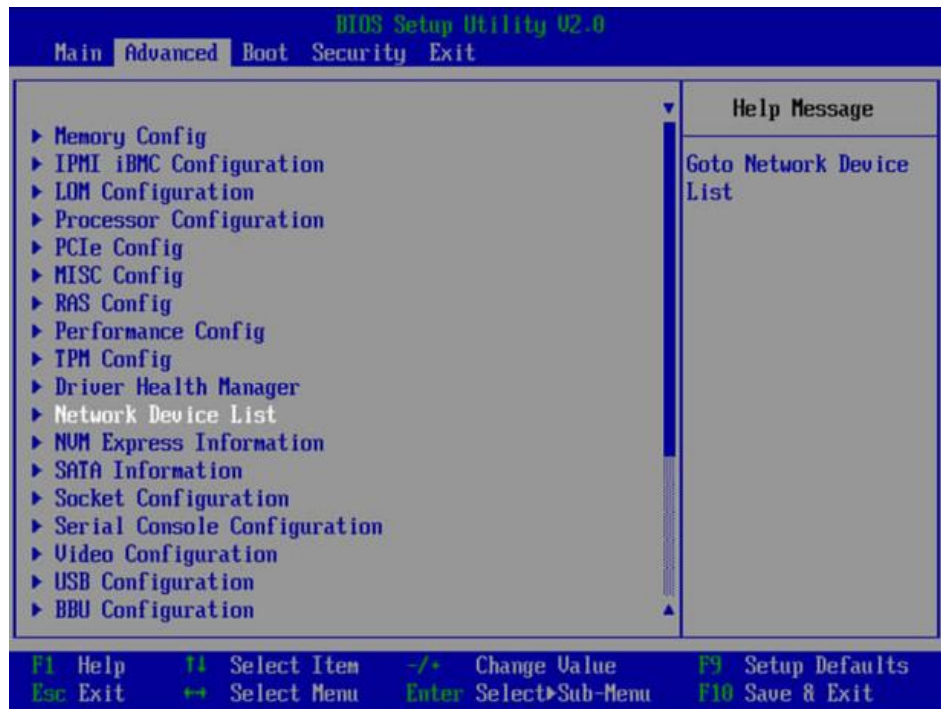 BIOS Setup Utility V2.0
Main Advanced Boot Security Exit
Help Message
Goto Network Device
List
▶ Memory Config
▶ IPMI iBMC Configuration
▶ LOM Configuration
▶ Processor Configuration
▶ PCIe Config
▶ MISC Config
▶ RAS Config
▶ Performance Config
▶ TPM Config
▶ Driver Health Manager
▶ Network Device List
▶ NVM Express Information
▶ SATA Information
▶ Socket Configuration
▶ Serial Console Configuration
▶ Video Configuration
▶ USB Configuration
▶ BBU Configuration
F1 Help ↑↓ Select Item -/+ Change Value F9 Setup Defaults
Esc Exit ↔ Select Menu Enter Select▶Sub-Menu F10 Save & Exit